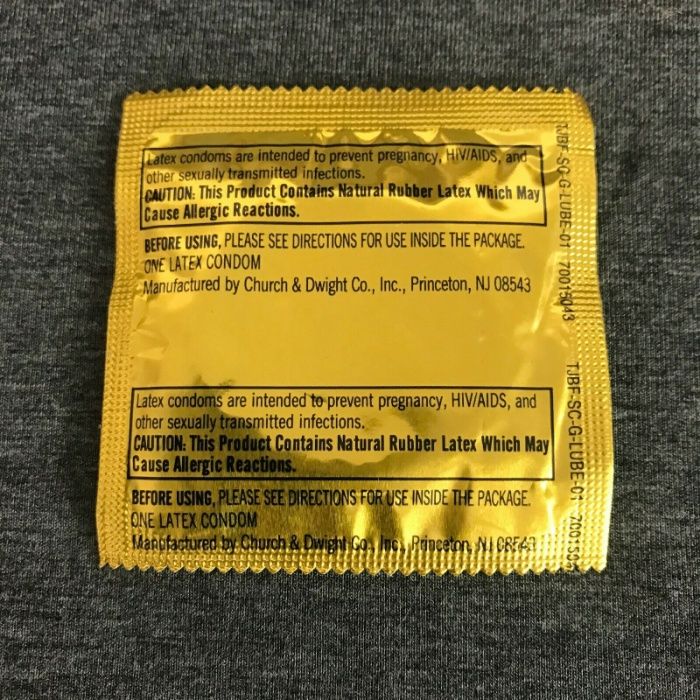 Latex condoms are intended to prevent pregnancy, HIV/AIDS, and
other sexually transmitted infections.
CAUTION: This Product Contains Natural Rubber Latex Which May
Cause Allergic Reactions.
BEFORE USING, PLEASE SEE DIRECTIONS FOR USE INSIDE THE PACKAGE.
ONE LATEX CONDOM
Manufactured by Church & Dwight Co., Inc., Princeton, NJ 08543
Latex condoms are intended to prevent pregnancy, HIV/AIDS, and
other sexually transmitted infections.
CAUTION: This Product Contains Natural Rubber Latex Which May
Cause Allergic Reactions.
BEFORE USING, PLEASE SEE DIRECTIONS FOR USE INSIDE THE PACKAGE.
ONE LATEX CONDOM
Manufactured by Church & Dwight Co., Inc., Princeton, NJ
TJBF-SC-G-LUBE-01 70015043
TJBF-SC-G-LUBE-01